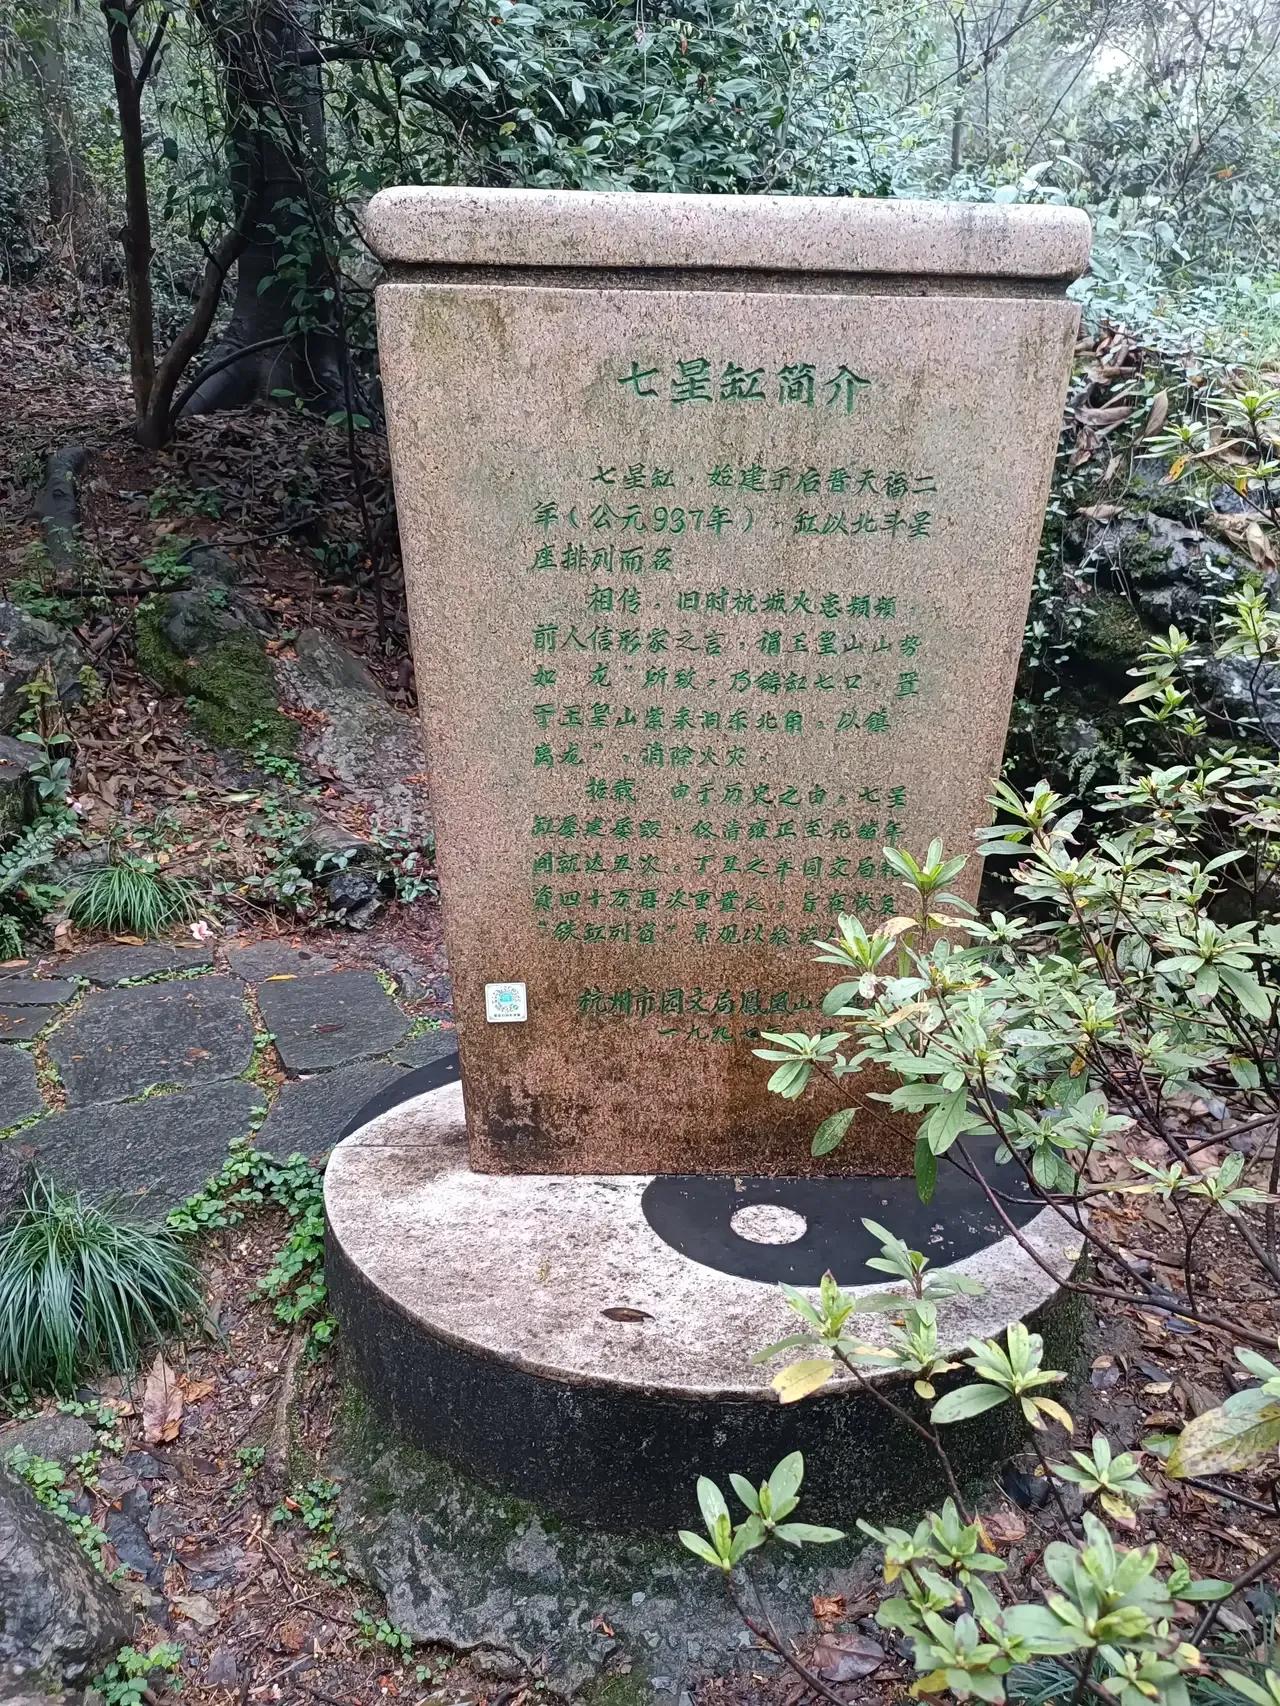 七星缸简介
七星缸，始建于后晋天福二
年（公元937年），缸以北斗星
座排列而名。
相传，旧时杭城火患频频，
前人信形家之言，谓玉皇山山势
如"龙"所致，乃铸缸七口，置
于玉皇山紫来洞东北角，以镇
离龙"，消除火灾。
据载 由于历史之由，七星
缸屡建屡毁，仅清雍正至光绪年
间就达五次。丁丑之年园文局
资四十万再次重置之，旨在恢复
"铁缸列宿"景观以飨
杭州市园文局凤凰山
一九九七